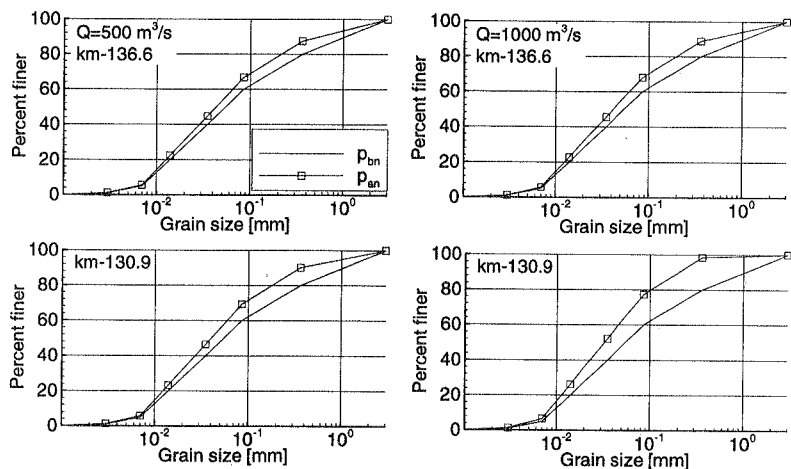 Q=500 m³/s
km-136.6
Percent finer
100
80
60
40
20
0
p_bn
p_an
10⁻²
10⁻¹
10⁰
Grain size [mm]
Q=1000 m³/s
km-136.6
Percent finer
100
80
60
40
20
0
10⁻²
10⁻¹
10⁰
Grain size [mm]
km-130.9
Percent finer
100
80
60
40
20
0
10⁻²
10⁻¹
10⁰
Grain size [mm]
km-130.9
Percent finer
100
80
60
40
20
0
10⁻²
10⁻¹
10⁰
Grain size [mm]